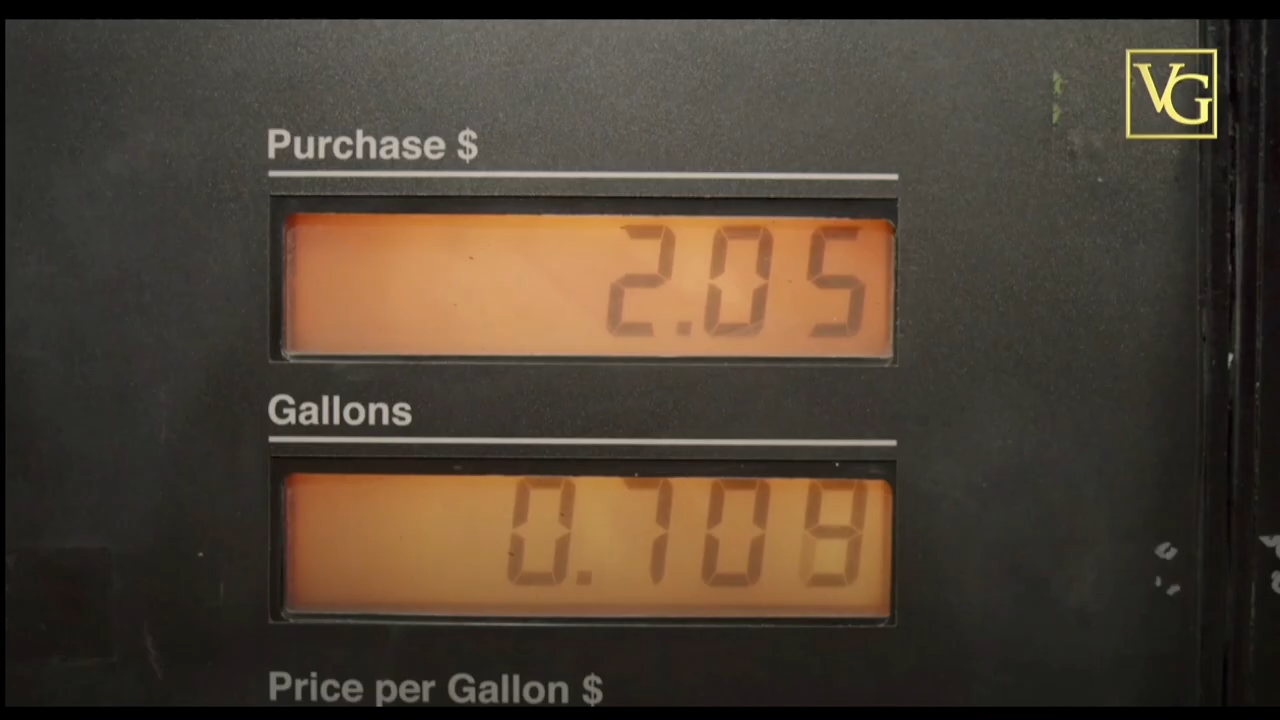 VG
Purchase $
2.05
Gallons
0.708
Price per Gallon $